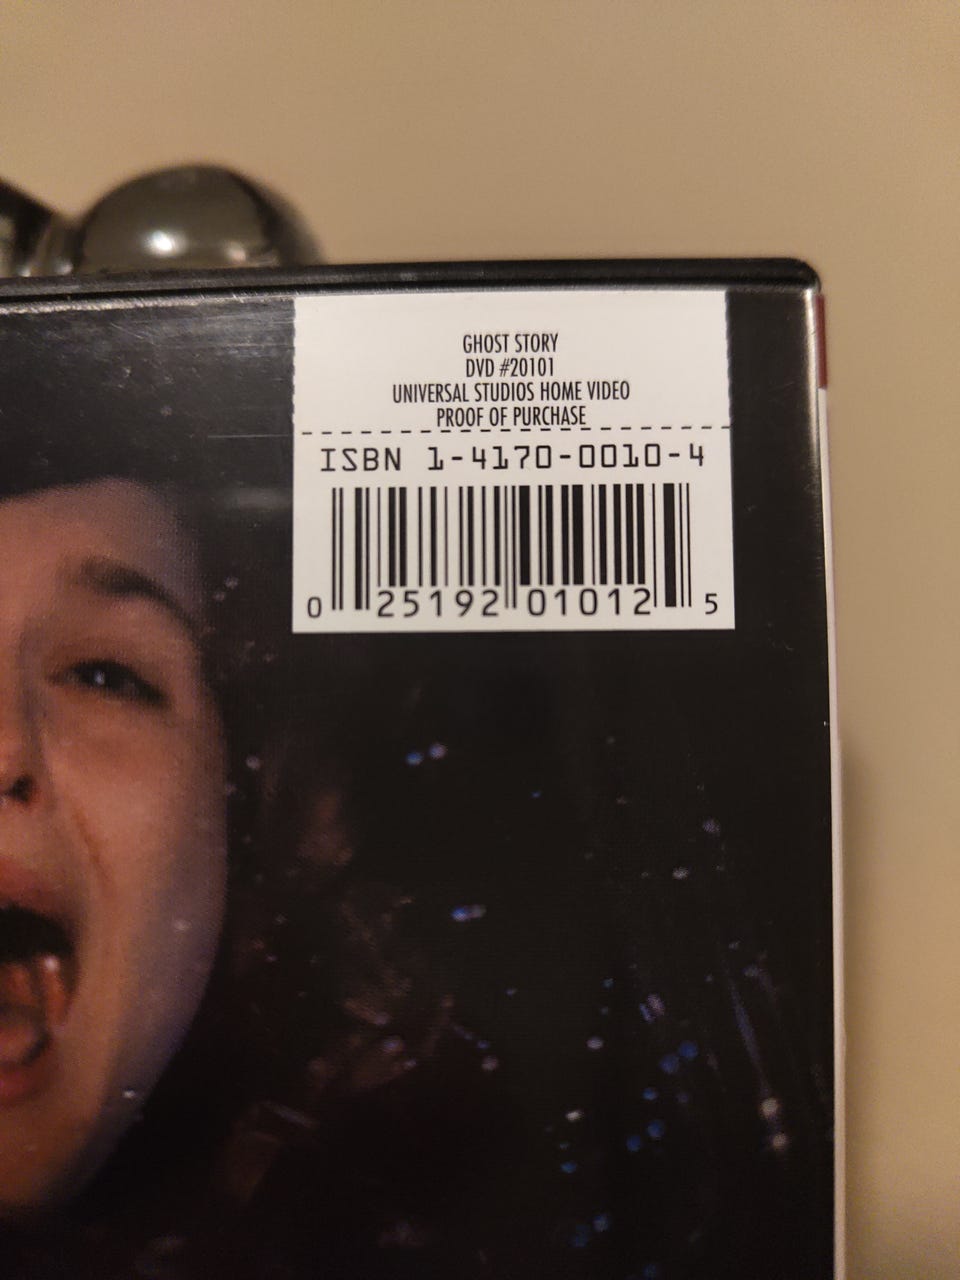 GHOST STORY
DVD #20101
UNIVERSAL STUDIOS HOME VIDEO
PROOF OF PURCHASE
ISBN 1-4170-0010-4
0 25192 01012 5